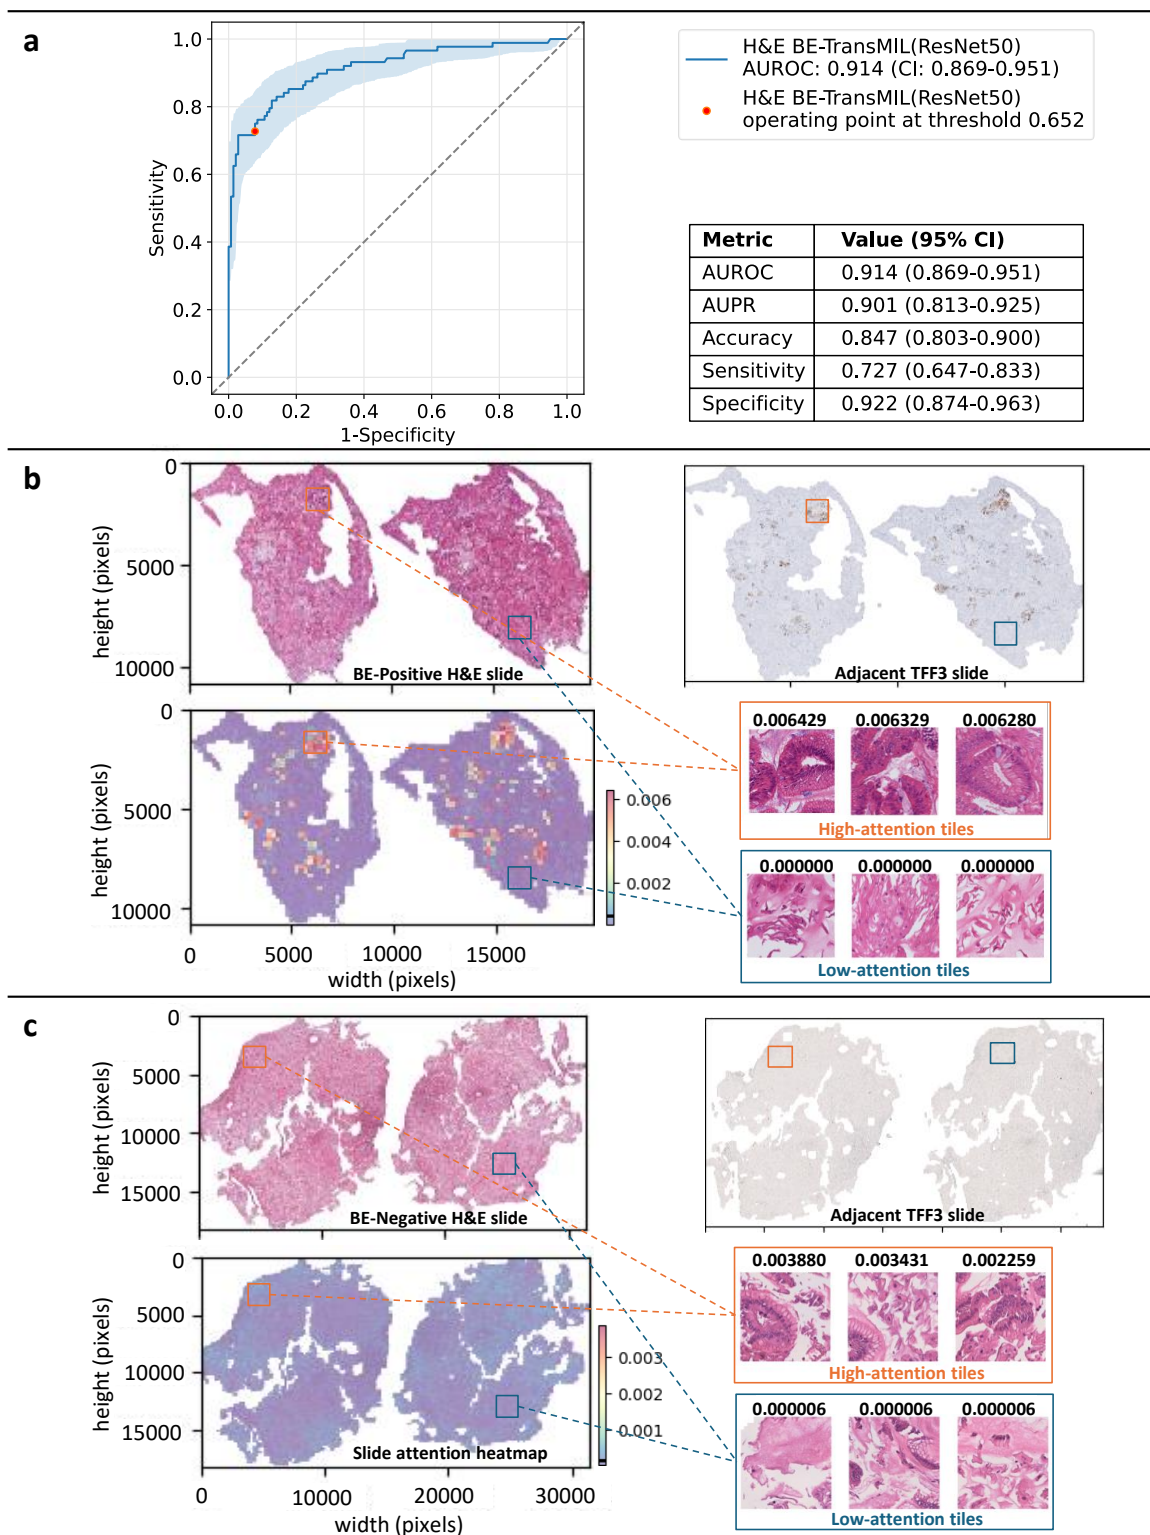 a
1.0
0.8
0.6
0.4
0.2
0.0
Sensitivity
0.0 0.2 0.4 0.6 0.8 1.0
1-Specificity
H&E BE-TransMIL(ResNet50)
AUROC: 0.914 (CI: 0.869-0.951)
H&E BE-TransMIL(ResNet50)
operating point at threshold 0.652
Metric Value (95% CI)
AUROC 0.914 (0.869-0.951)
AUPR 0.901 (0.813-0.925)
Accuracy 0.847 (0.803-0.900)
Sensitivity 0.727 (0.647-0.833)
Specificity 0.922 (0.874-0.963)
b
0
5000
10000
height (pixels)
BE-Positive H&E slide
Adjacent TFF3 slide
0
5000
10000
height (pixels)
0 5000 10000 15000
width (pixels)
0.006
0.004
0.002
0.006429 0.006329 0.006280
High-attention tiles
0.000000 0.000000 0.000000
Low-attention tiles
c
0
5000
10000
15000
height (pixels)
BE-Negative H&E slide
Adjacent TFF3 slide
0
5000
10000
15000
height (pixels)
Slide attention heatmap
0 10000 20000 30000
width (pixels)
0.003
0.002
0.001
0.003880 0.003431 0.002259
High-attention tiles
0.000006 0.000006 0.000006
Low-attention tiles